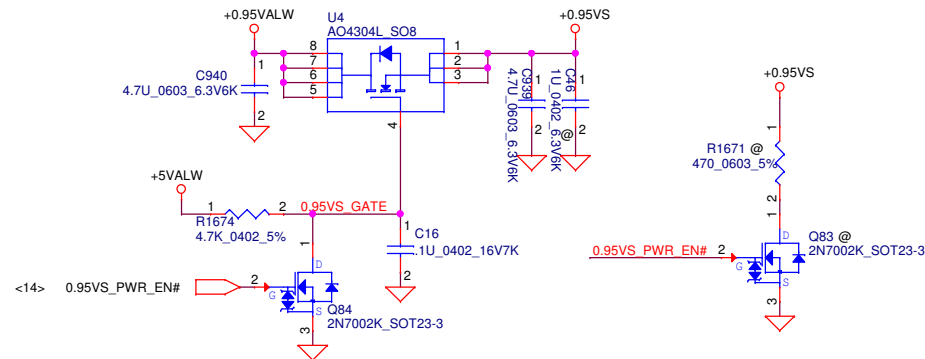 +0.95VALW
U4
AO4304L_SO8
+0.95VS
8
7
6
5
1
2
3
4
1
C940
4.7U_0603_6.3V6K
2
1
C939
4.7U_0603_6.3V6K
2
1
C46
1U_0402_6.3V6K
@
2
+0.95VS
1
R1671 @
470_0603_5%
2
+5VALW
1
2
R1674
4.7K_0402_5%
0.95VS_GATE
1
C16
.1U_0402_16V7K
2
1
D
<14>
0.95VS_PWR_EN#
2
G
S
3
Q84
2N7002K_SOT23-3
0.95VS_PWR_EN#
2
G
1
D
S
3
Q83 @
2N7002K_SOT23-3